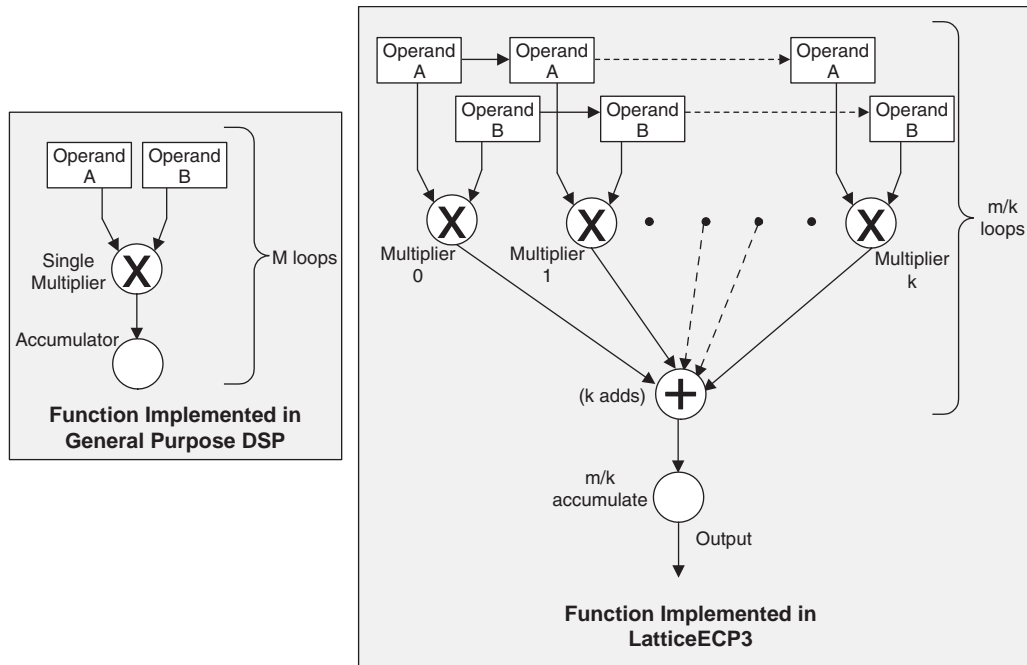 Operand
A
Operand
B
Single
Multiplier
X
Accumulator
M loops
Function Implemented in
General Purpose DSP
Operand
A
Operand
A
Operand
A
Operand
B
Operand
B
Operand
B
X
X
X
Multiplier
0
Multiplier
1
Multiplier
k
m/k
loops
(k adds)
+
m/k
accumulate
Output
Function Implemented in
LatticeECP3